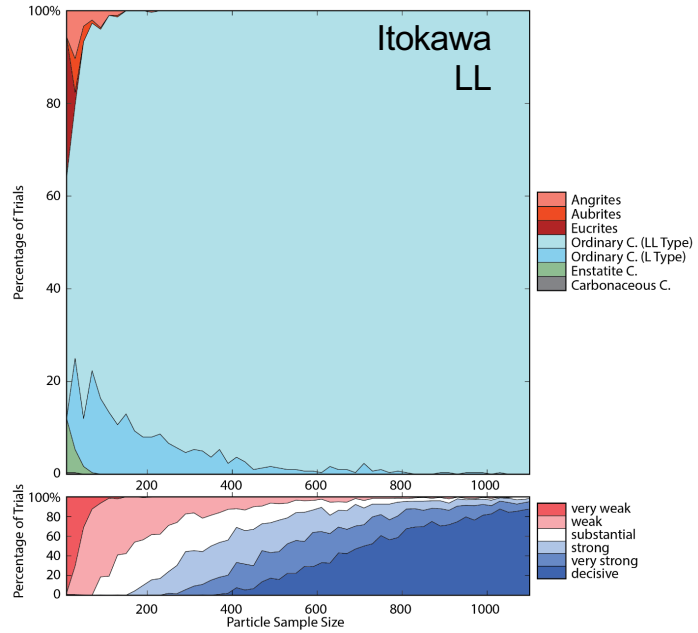 Itokawa
LL
100%
80
60
40
20
0
Percentage of Trials
200
400
600
800
1000
Angrites
Aubrites
Eucrites
Ordinary C. (LL Type)
Ordinary C. (L Type)
Enstatite C.
Carbonaceous C.
100%
80
60
40
20
0
Percentage of Trials
200
400
600
800
1000
Particle Sample Size
very weak
weak
substantial
strong
very strong
decisive